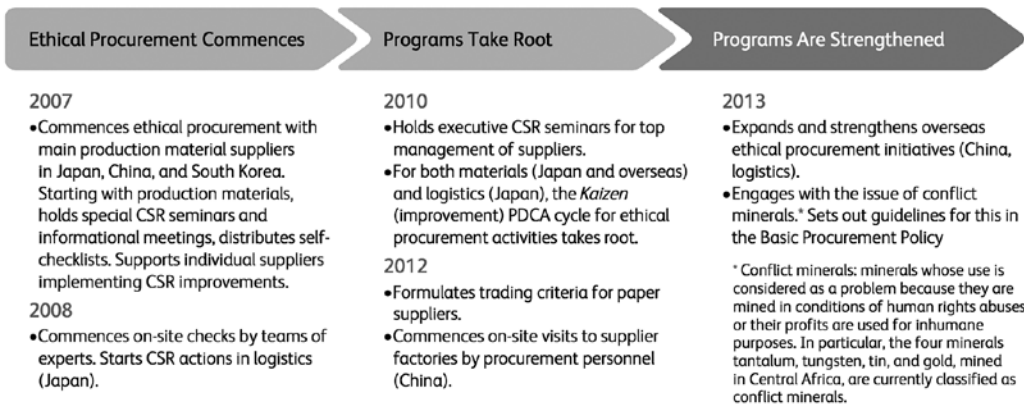 Ethical Procurement Commences
2007
•Commences ethical procurement with
main production material suppliers
in Japan, China, and South Korea.
Starting with production materials,
holds special CSR seminars and
informational meetings, distributes self-
checklists. Supports individual suppliers
implementing CSR improvements.
2008
•Commences on-site checks by teams of
experts. Starts CSR actions in logistics
(Japan).
Programs Take Root
2010
•Holds executive CSR seminars for top
management of suppliers.
•For both materials (Japan and overseas)
and logistics (Japan), the Kaizen
(improvement) PDCA cycle for ethical
procurement activities takes root.
2012
•Formulates trading criteria for paper
suppliers.
•Commences on-site visits to supplier
factories by procurement personnel
(China).
Programs Are Strengthened
2013
•Expands and strengthens overseas
ethical procurement initiatives (China,
logistics).
•Engages with the issue of conflict
minerals.* Sets out guidelines for this in
the Basic Procurement Policy
* Conflict minerals: minerals whose use is
considered as a problem because they are
mined in conditions of human rights abuses
or their profits are used for inhumane
purposes. In particular, the four minerals
tantalum, tungsten, tin, and gold, mined
in Central Africa, are currently classified as
conflict minerals.